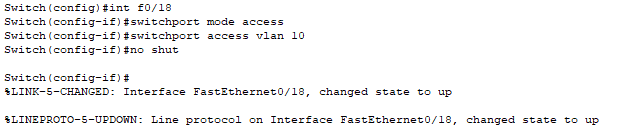 Switch(config)#int f0/18
Switch(config-if)#switchport mode access
Switch(config-if)#switchport access vlan 10
Switch(config-if)#no shut
Switch(config-if)#
%LINK-5-CHANGED: Interface FastEthernet0/18, changed state to up
%LINEPROTO-5-UPDOWN: Line protocol on Interface FastEthernet0/18, changed state to up